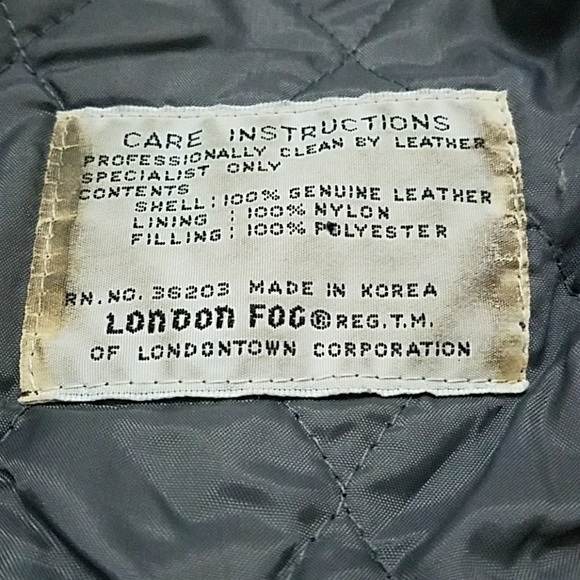 CARE INSTRUCTIONS
PROFESSIONALLY CLEAN BY LEATHER
SPECIALIST ONLY
CONTENTS
SHELL: 100% GENUINE LEATHER
LINING : 100% NYLON
FILLING : 100% POLYESTER
RN. NO. 36203 MADE IN KOREA
LONDON FOG® REG. T.M.
OF LONDONTOWN CORPORATION